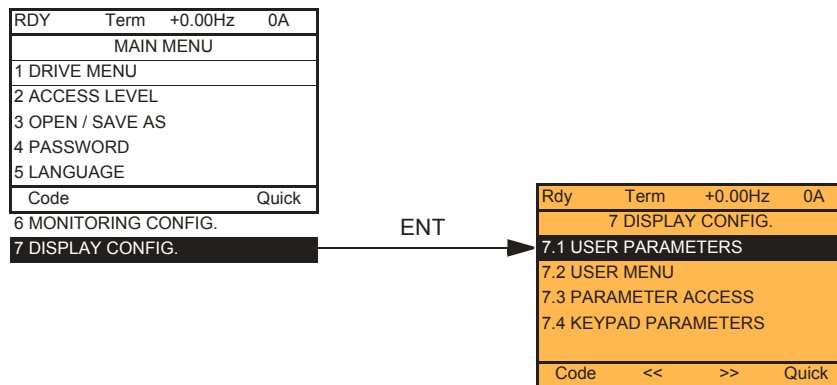 RDY Term +0.00Hz 0A
MAIN MENU
1 DRIVE MENU
2 ACCESS LEVEL
3 OPEN / SAVE AS
4 PASSWORD
5 LANGUAGE
Code Quick
6 MONITORING CONFIG.
7 DISPLAY CONFIG.
ENT
Rdy Term +0.00Hz 0A
7 DISPLAY CONFIG.
7.1 USER PARAMETERS
7.2 USER MENU
7.3 PARAMETER ACCESS
7.4 KEYPAD PARAMETERS
Code << >> Quick